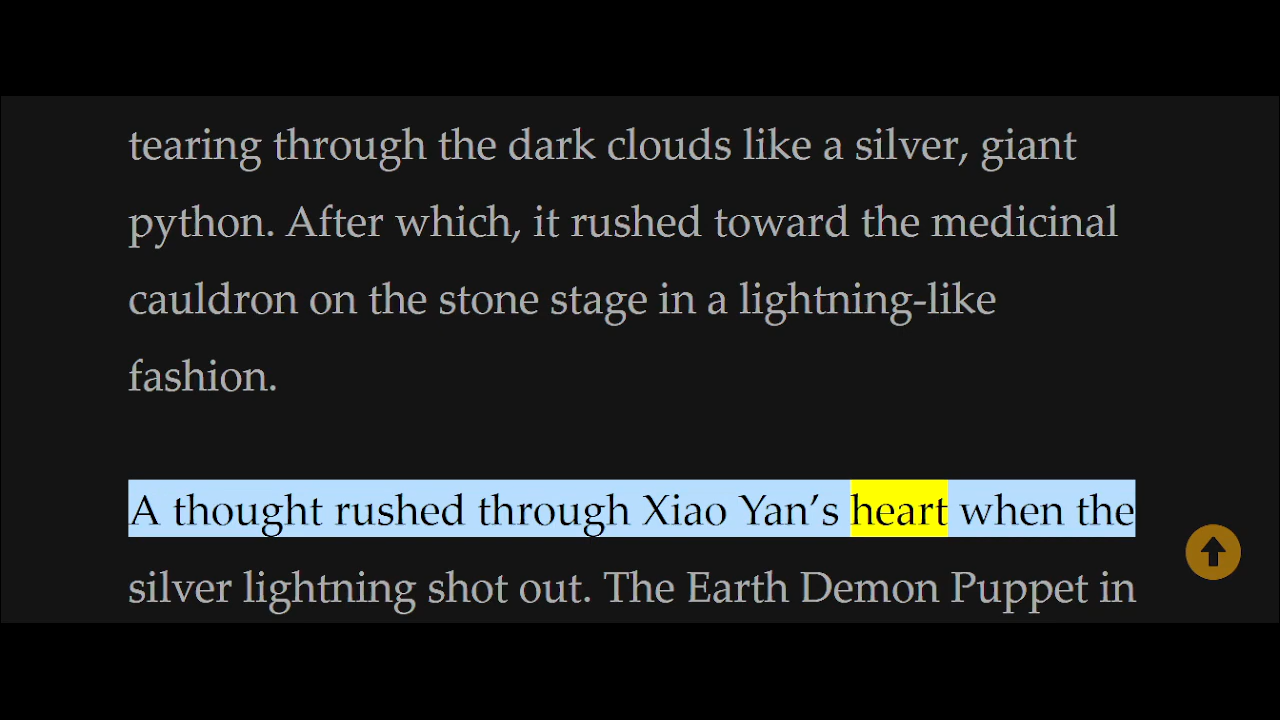 tearing through the dark clouds like a silver, giant
python. After which, it rushed toward the medicinal
cauldron on the stone stage in a lightning-like
fashion.
A thought rushed through Xiao Yan’s heart when the
silver lightning shot out. The Earth Demon Puppet in